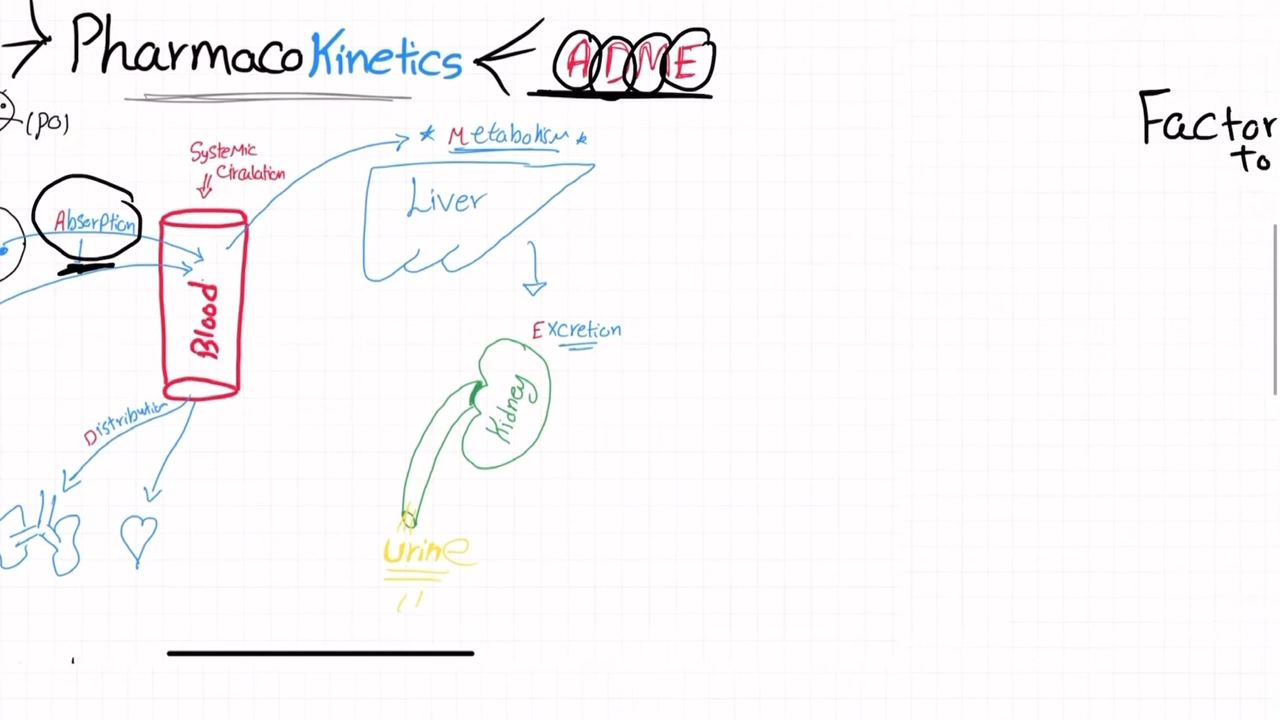 PharmacoKinetics
ADME
(PO)
Factor
to
Systemic
Circulation
* Metabolism *
Liver
Absorption
Blood
Excretion
Kidney
Distribution
Urine